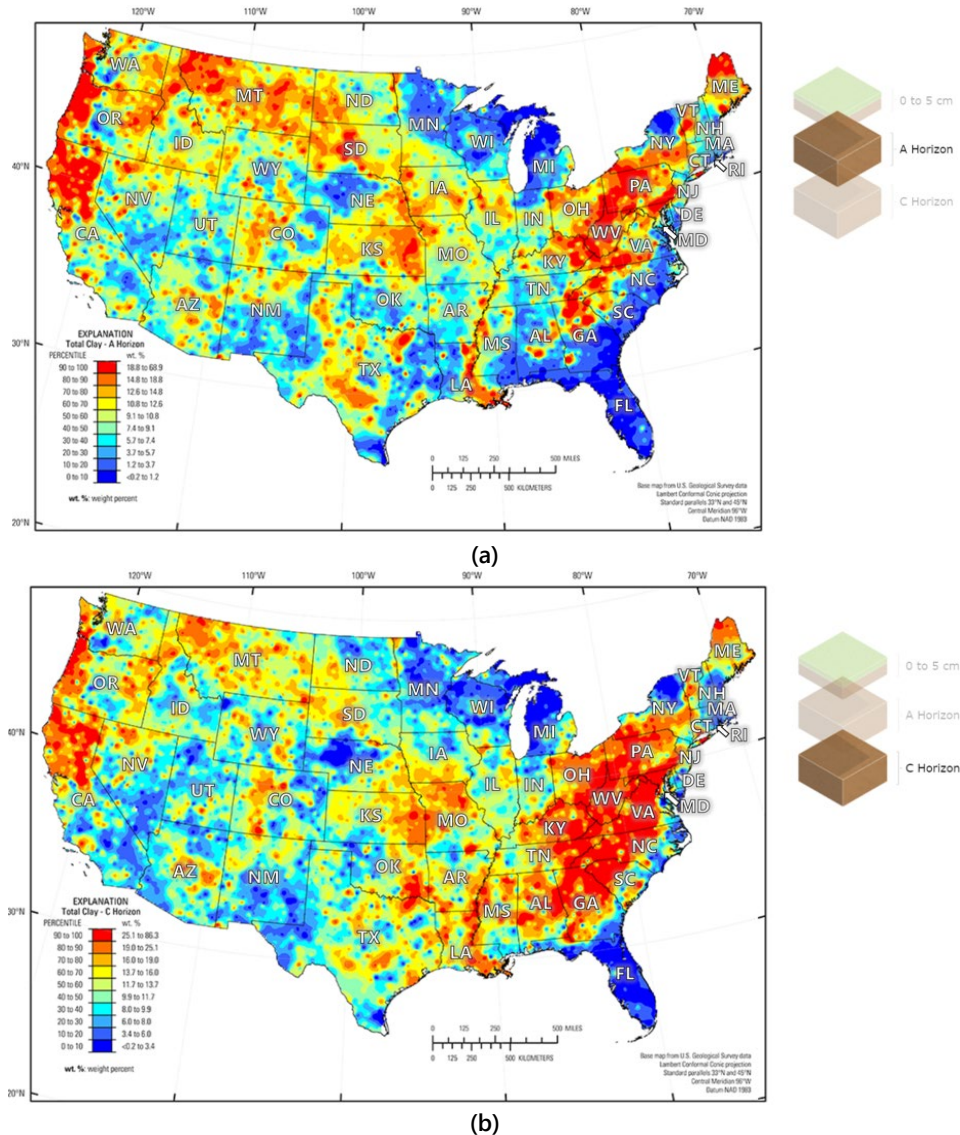 120°W 110°W 100°W 90°W 80°W 70°W
40°N
30°N
20°N
WA
OR
CA
ID
NV
MT
WY
UT
AZ
CO
NM
ND
SD
NE
KS
OK
TX
MN
IA
MO
AR
LA
WI
IL
MI
IN
OH
KY
TN
MS
AL
GA
FL
SC
NC
VA
WV
PA
NY
VT
NH
ME
MA
CT
RI
NJ
DE
MD
EXPLANATION
Total Clay - A Horizon
PERCENTILE wt. %
90 to 100 18.8 to 68.9
80 to 90 14.8 to 18.8
70 to 80 12.6 to 14.8
60 to 70 10.8 to 12.6
50 to 60 9.1 to 10.8
40 to 50 7.4 to 9.1
30 to 40 5.7 to 7.4
20 to 30 3.7 to 5.7
10 to 20 1.2 to 3.7
0 to 10 <0.2 to 1.2
wt. %: weight percent
0 125 250 500 MILES
0 125 250 500 KILOMETERS
Base map from U.S. Geological Survey data
Lambert Conformal Conic projection
Standard parallels 33°N and 45°N
Central Meridian 96°W
Datum NAD 1983
0 to 5 cm
A Horizon
C Horizon
(a)
120°W 110°W 100°W 90°W 80°W 70°W
40°N
30°N
20°N
WA
OR
CA
ID
NV
MT
WY
UT
AZ
CO
NM
ND
SD
NE
KS
OK
TX
MN
IA
MO
AR
LA
WI
IL
MI
IN
OH
KY
TN
MS
AL
GA
FL
SC
NC
VA
WV
PA
NY
VT
NH
ME
MA
CT
RI
NJ
DE
MD
EXPLANATION
Total Clay - C Horizon
PERCENTILE wt. %
90 to 100 25.1 to 86.3
80 to 90 19.0 to 25.1
70 to 80 16.0 to 19.0
60 to 70 13.7 to 16.0
50 to 60 11.7 to 13.7
40 to 50 9.9 to 11.7
30 to 40 8.0 to 9.9
20 to 30 6.0 to 8.0
10 to 20 3.4 to 6.0
0 to 10 <0.2 to 3.4
wt. %: weight percent
0 125 250 500 MILES
0 125 250 500 KILOMETERS
Base map from U.S. Geological Survey data
Lambert Conformal Conic projection
Standard parallels 33°N and 45°N
Central Meridian 96°W
Datum NAD 1983
0 to 5 cm
A Horizon
C Horizon
(b)